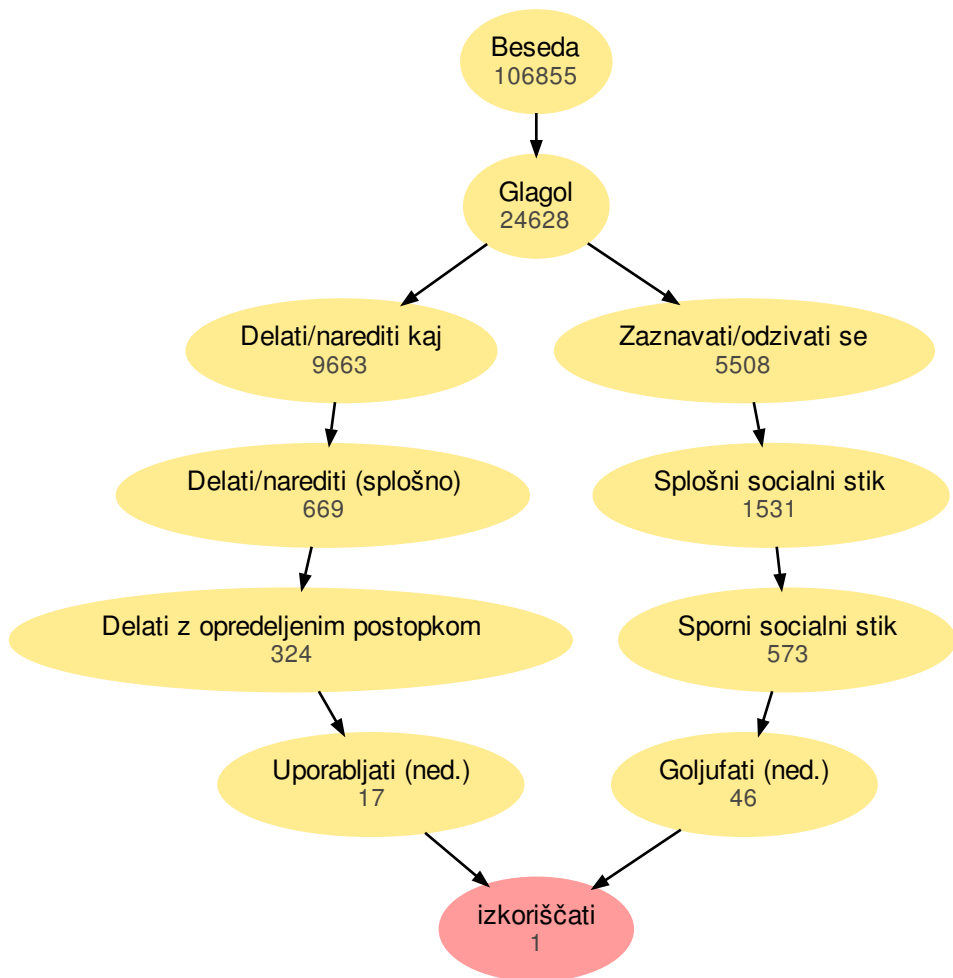 Beseda
106855
Glagol
24628
Delati/narediti kaj
9663
Zaznavati/odzivati se
5508
Delati/narediti (splošno)
669
Splošni socialni stik
1531
Delati z opredeljenim postopkom
324
Sporni socialni stik
573
Uporabljati (ned.)
17
Goljufati (ned.)
46
izkoriščati
1